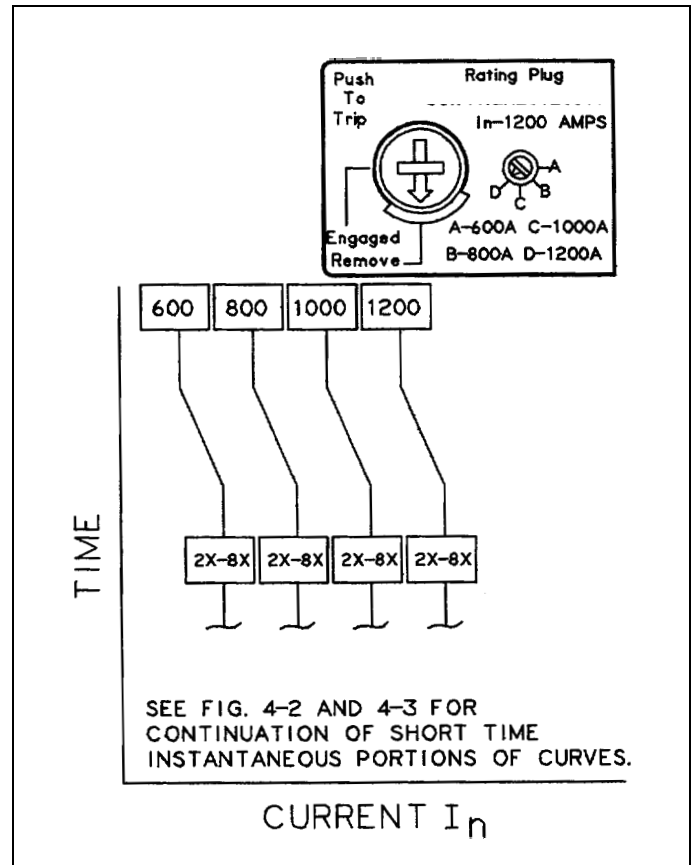 Push
To
Trip
Rating Plug
In-1200 AMPS
A
B
C
D
A-600A C-1000A
B-800A D-1200A
Engaged
Remove
600 800 1000 1200
TIME
2X-8X 2X-8X 2X-8X 2X-8X
SEE FIG. 4-2 AND 4-3 FOR
CONTINUATION OF SHORT TIME
INSTANTANEOUS PORTIONS OF CURVES.
CURRENT In